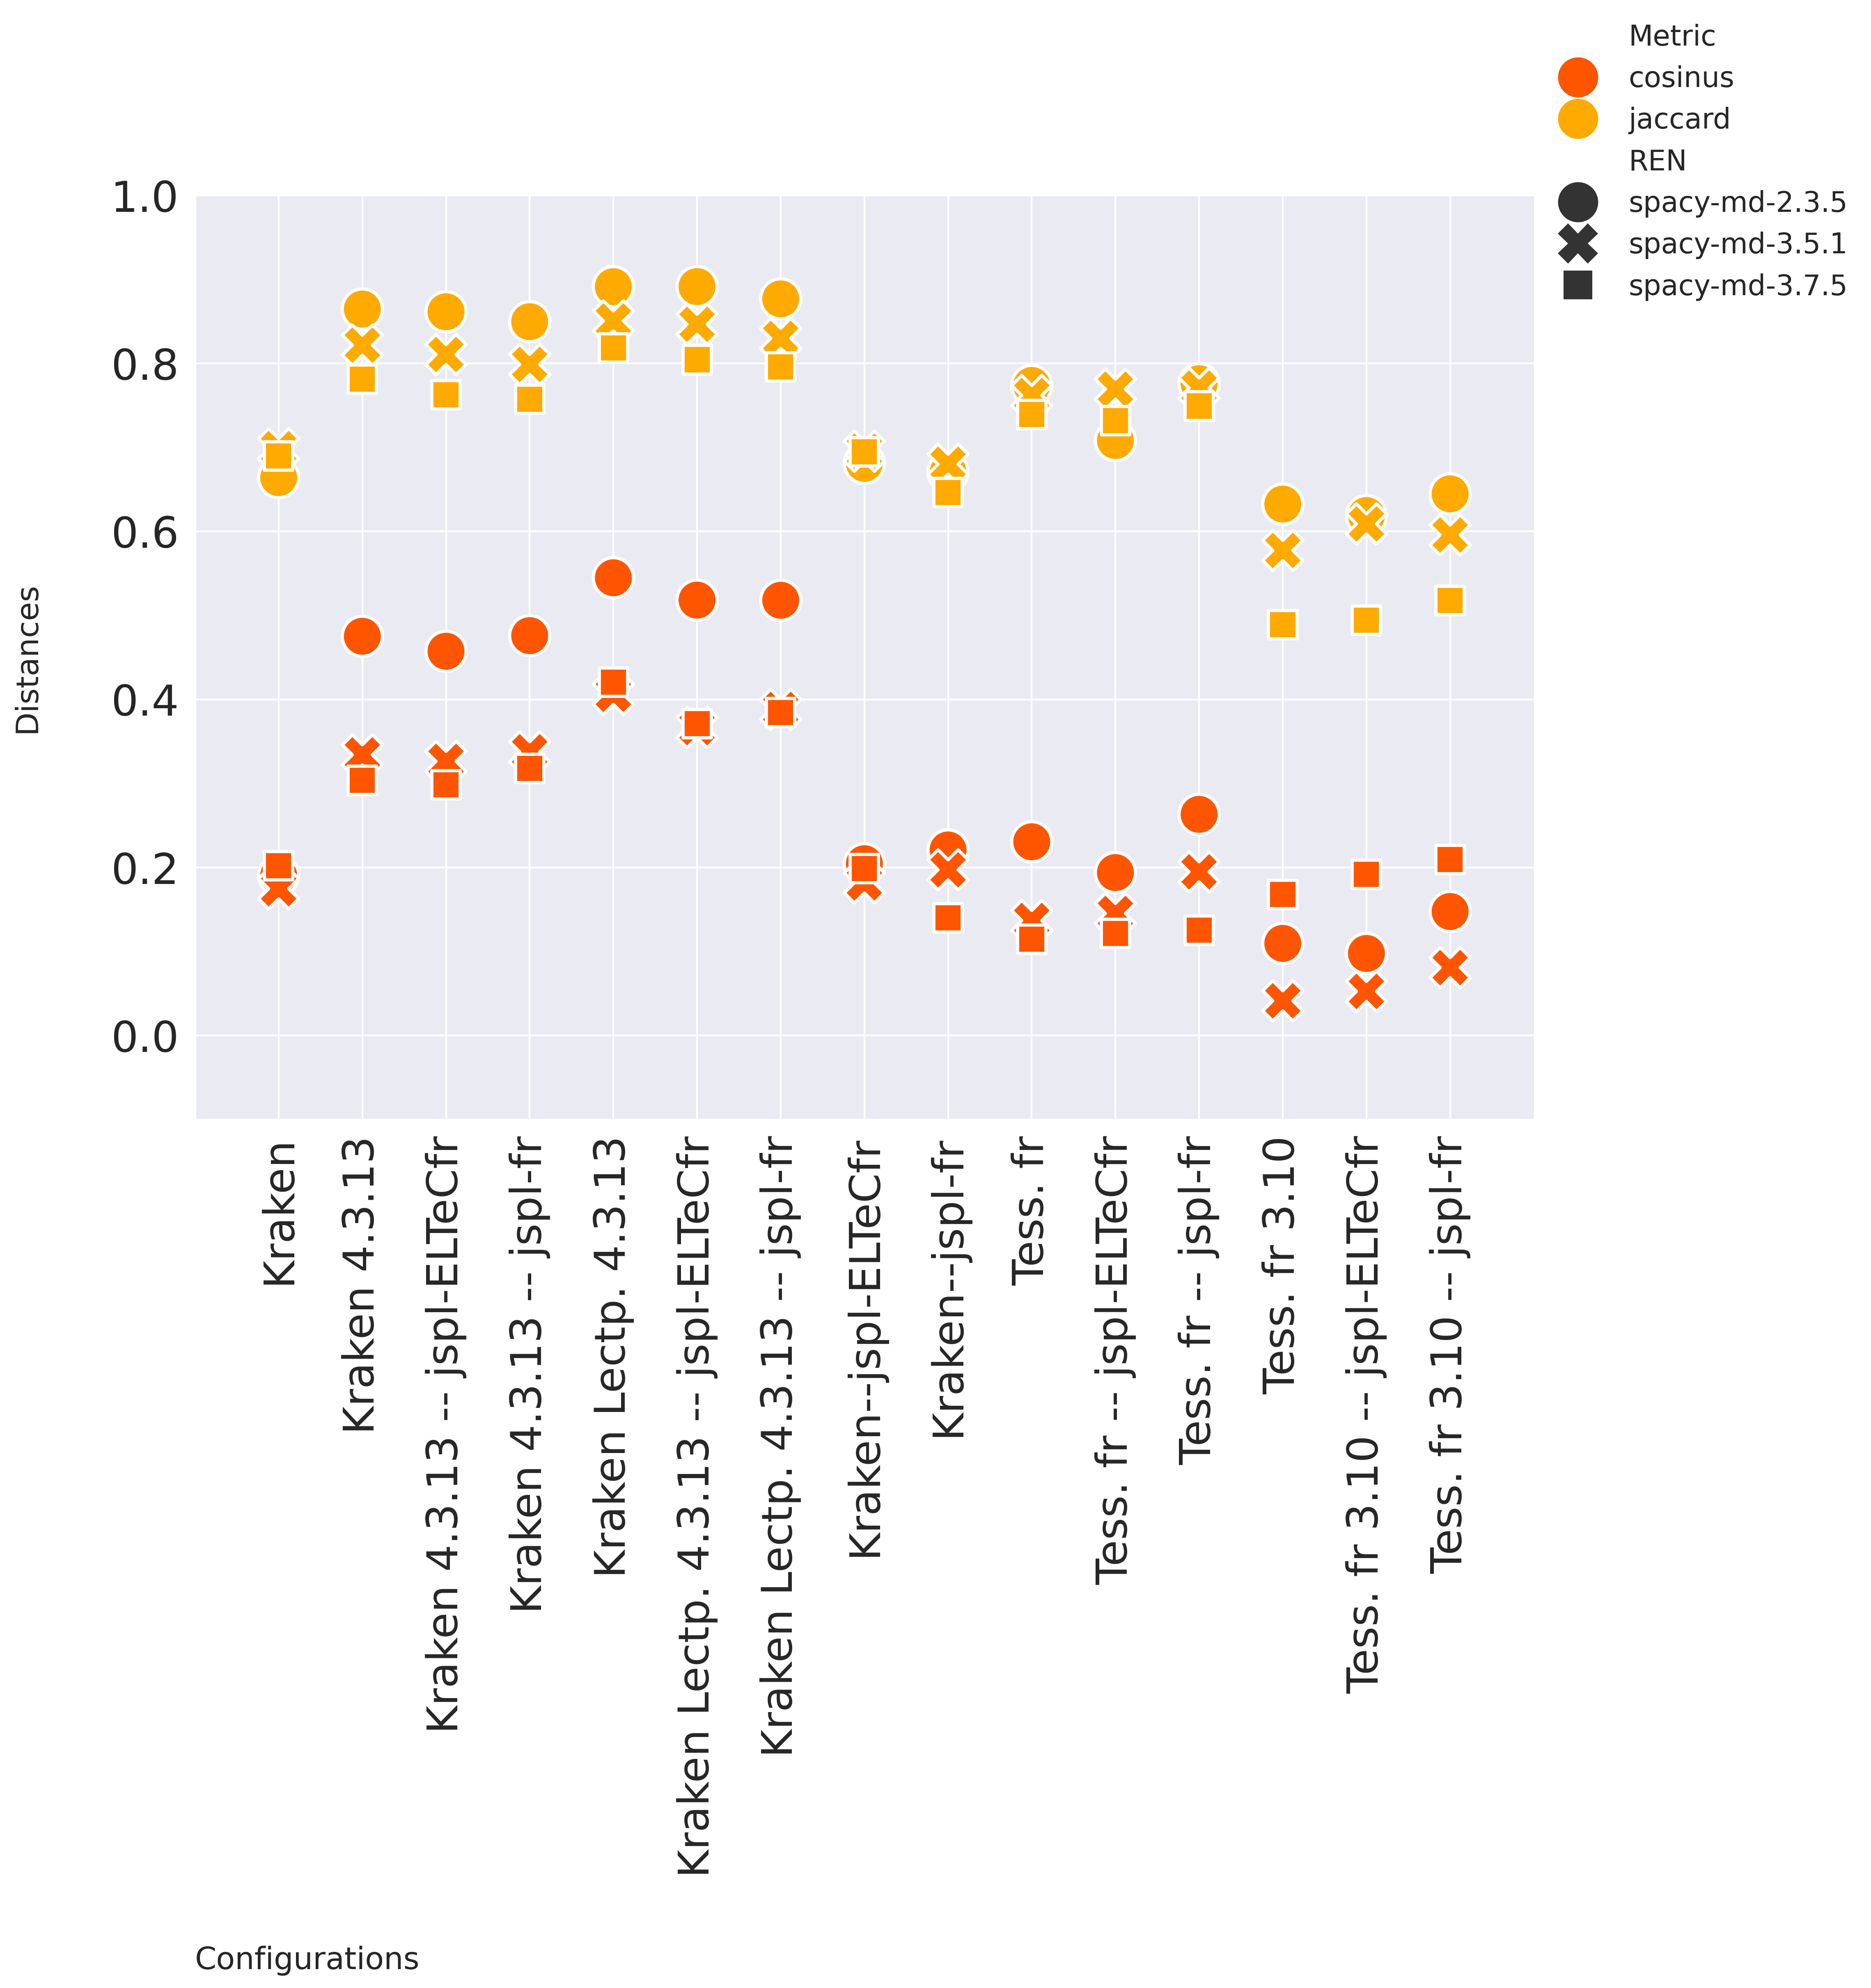 Metric
cosinus
jaccard
REN
spacy-md-2.3.5
spacy-md-3.5.1
spacy-md-3.7.5
1.0
0.8
0.6
0.4
0.2
0.0
Distances
Kraken
Kraken 4.3.13
Kraken 4.3.13 -- jspl-ELTeCfr
Kraken 4.3.13 -- jspl-fr
Kraken Lectp. 4.3.13
Kraken Lectp. 4.3.13 -- jspl-ELTeCfr
Kraken Lectp. 4.3.13 -- jspl-fr
Kraken--jspl-ELTeCfr
Kraken--jspl-fr
Tess. fr
Tess. fr -- jspl-ELTeCfr
Tess. fr -- jspl-fr
Tess. fr 3.10
Tess. fr 3.10 -- jspl-ELTeCfr
Tess. fr 3.10 -- jspl-fr
Configurations